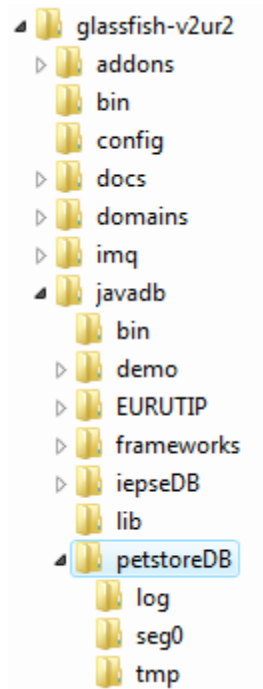 glassfish-v2ur2
addons
bin
config
docs
domains
imq
javadb
bin
demo
EURUTIP
frameworks
iepseDB
lib
petstoreDB
log
seg0
tmp